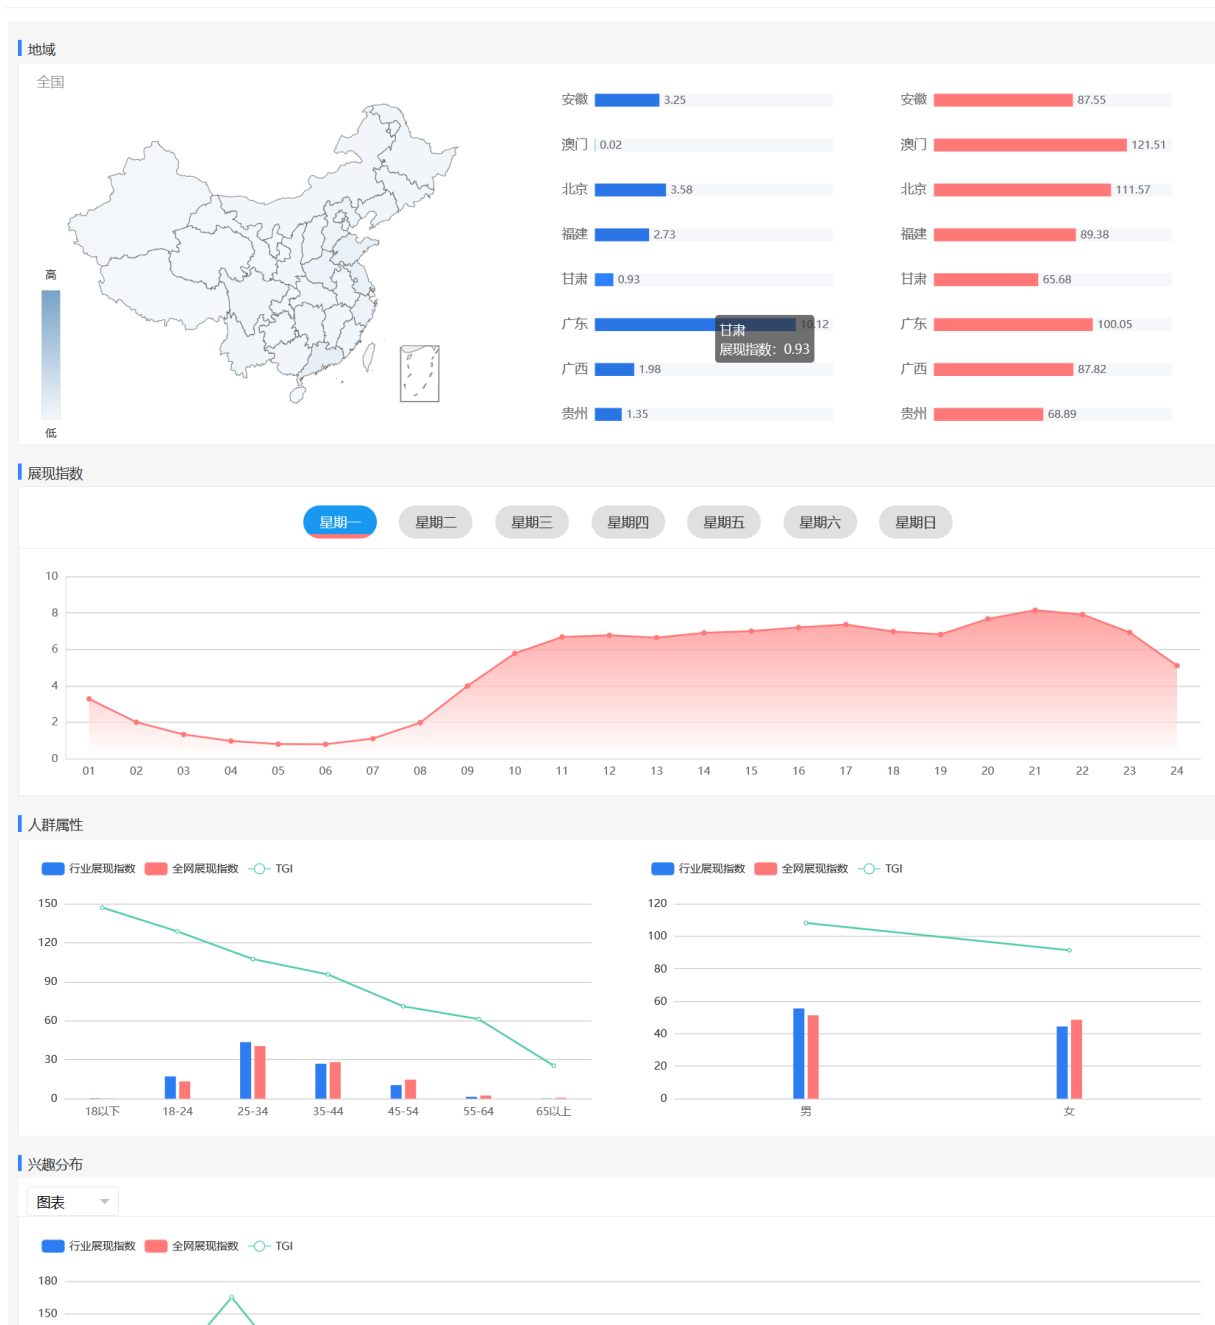 地域
全国
高
低
安徽 3.25
澳门 0.02
北京 3.58
福建 2.73
甘肃 0.93
广东 10.12
广西 1.98
贵州 1.35
甘肃
展现指数: 0.93
安徽 87.55
澳门 121.51
北京 111.57
福建 89.38
甘肃 65.68
广东 100.05
广西 87.82
贵州 68.89
展现指数
星期一 星期二 星期三 星期四 星期五 星期六 星期日
10
8
6
4
2
0
01 02 03 04 05 06 07 08 09 10 11 12 13 14 15 16 17 18 19 20 21 22 23 24
人群属性
行业展现指数 全网展现指数 TGI
150
120
90
60
30
0
18以下 18-24 25-34 35-44 45-54 55-64 65以上
行业展现指数 全网展现指数 TGI
120
100
80
60
40
20
0
男 女
兴趣分布
图表
行业展现指数 全网展现指数 TGI
180
150